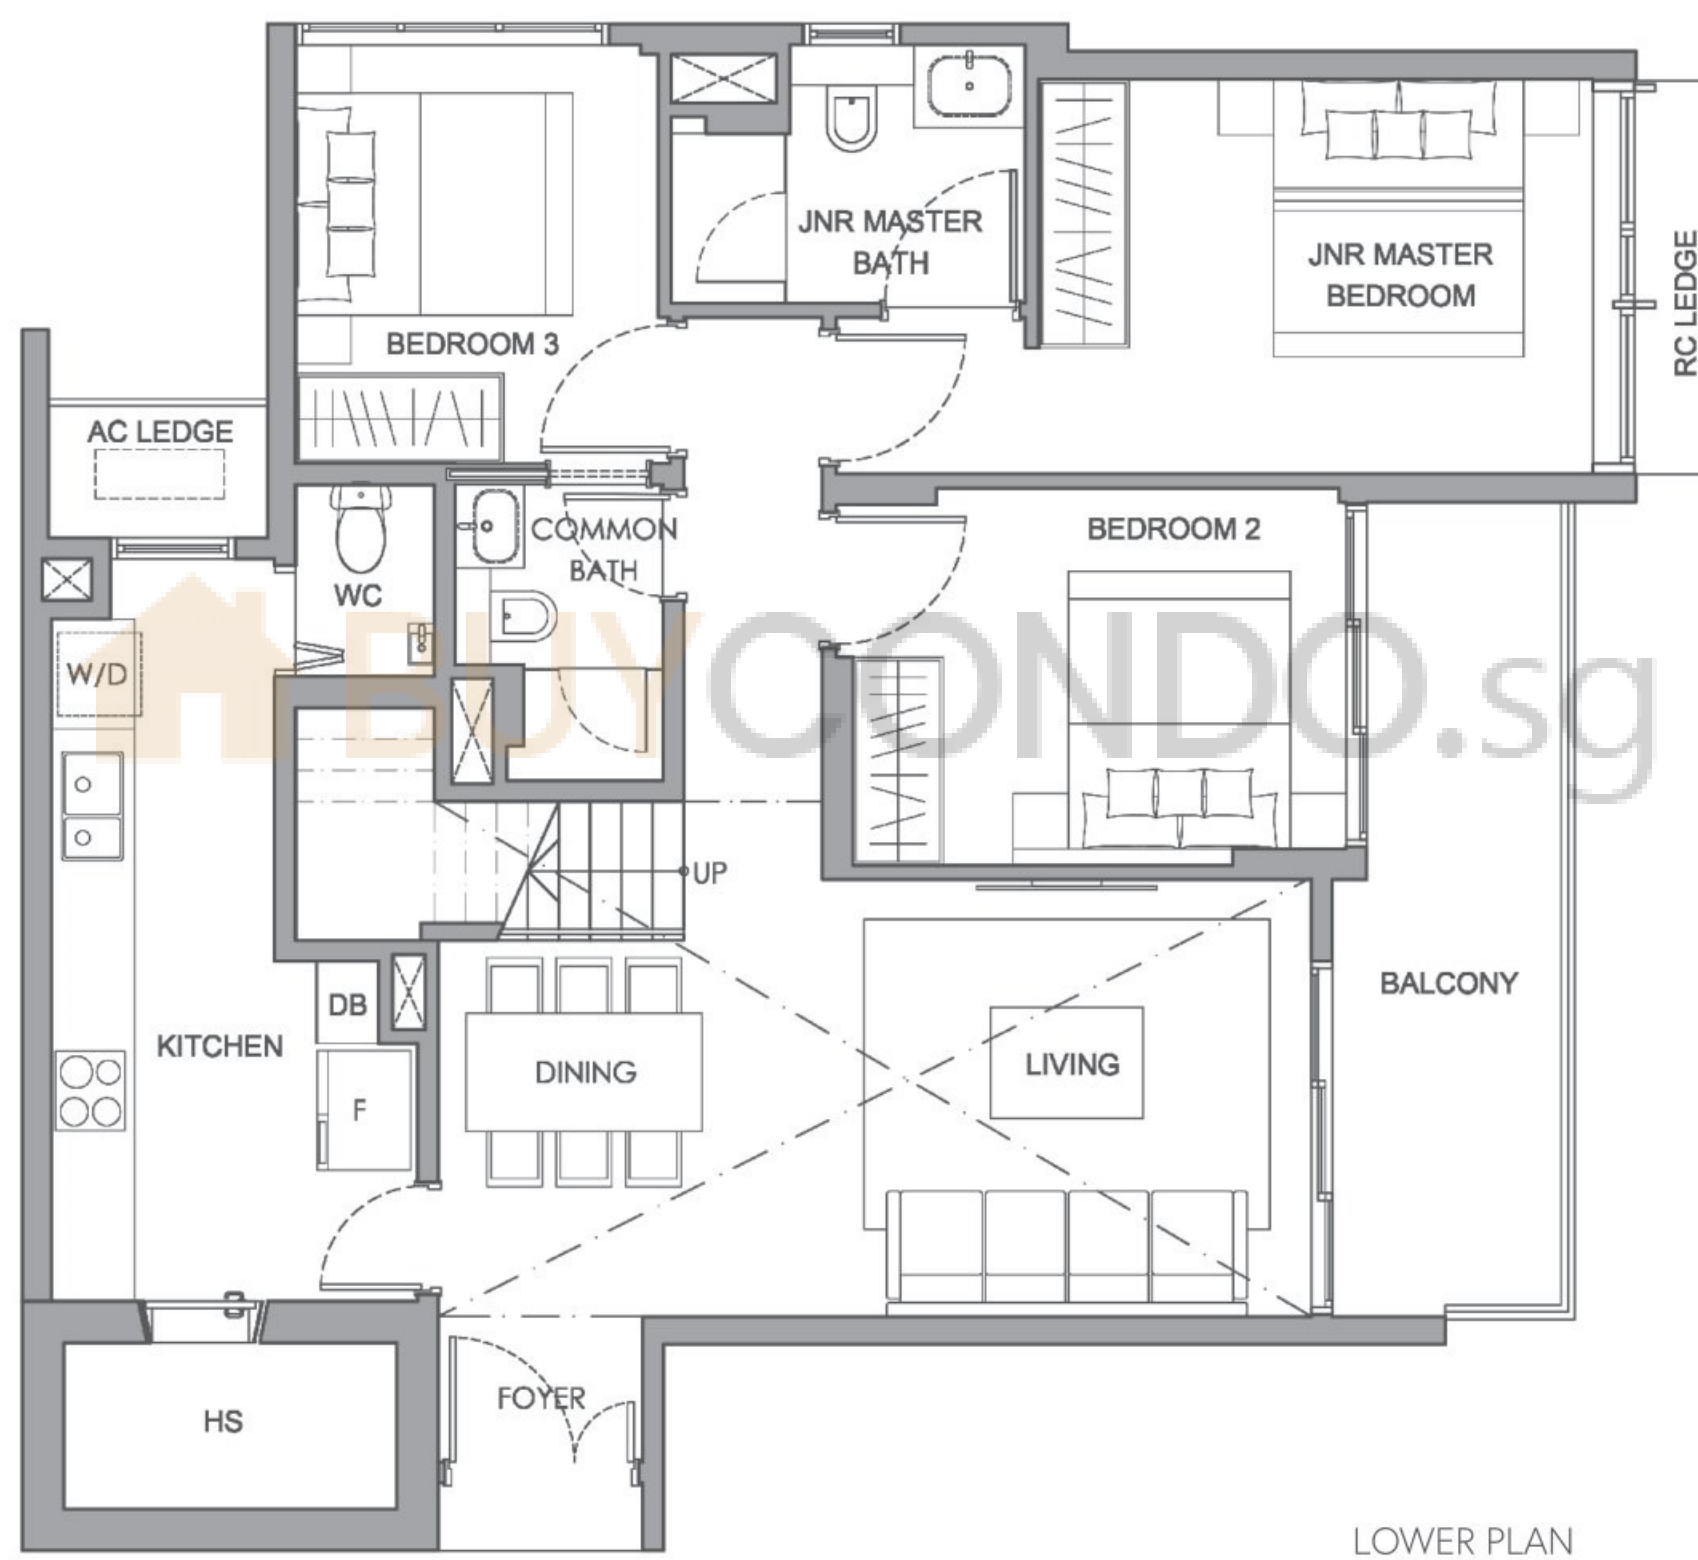 JNR MASTER
BATH
JNR MASTER
BEDROOM
RC LEDGE
BEDROOM 3
AC LEDGE
COMMON
BATH
BEDROOM 2
WC
W/D
BUYCONDO.sg
UP
BALCONY
DB
KITCHEN
DINING
LIVING
F
FOYER
HS
LOWER PLAN